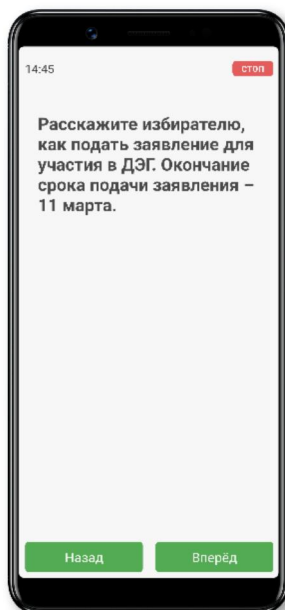 14:45
стоп
Расскажите избирателю,
как подать заявление для
участия в ДЭГ. Окончание
срока подачи заявления –
11 марта.
Назад
Вперёд